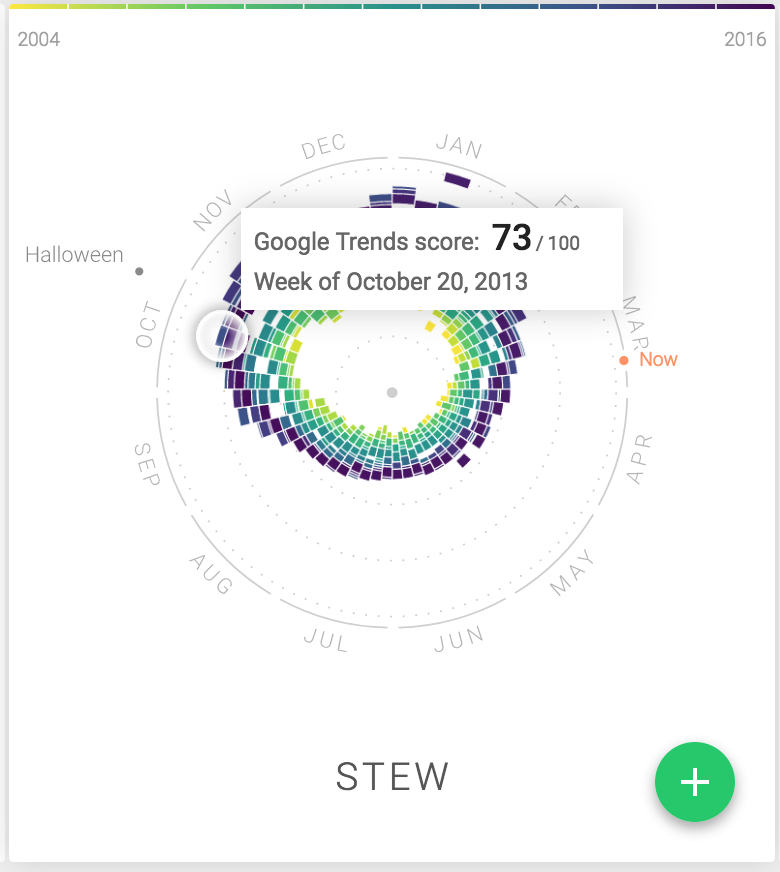 2004
2016
DEC
JAN
NOV
Google Trends score: 73 / 100
Week of October 20, 2013
Halloween
OCT
MAR
Now
SEP
APR
AUG
MAY
JUL
JUN
STEW
+